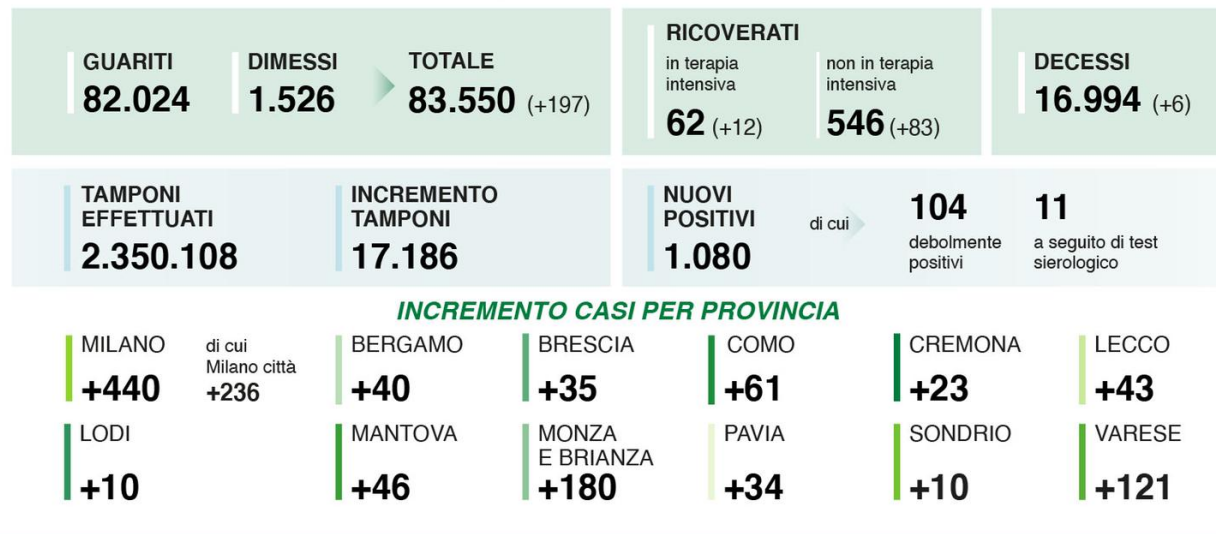 GUARITI
82.024
DIMESSI
1.526
TOTALE
83.550 (+197)
RICOVERATI
in terapia
intensiva
62 (+12)
non in terapia
intensiva
546 (+83)
DECESSI
16.994 (+6)
TAMPONI
EFFETTUATI
2.350.108
INCREMENTO
TAMPONI
17.186
NUOVI
POSITIVI
1.080
di cui
104
debolmente
positivi
11
a seguito di test
sierologico
INCREMENTO CASI PER PROVINCIA
MILANO
+440
di cui
Milano città
+236
BERGAMO
+40
BRESCIA
+35
COMO
+61
CREMONA
+23
LECCO
+43
LODI
+10
MANTOVA
+46
MONZA
E BRIANZA
+180
PAVIA
+34
SONDRIO
+10
VARESE
+121